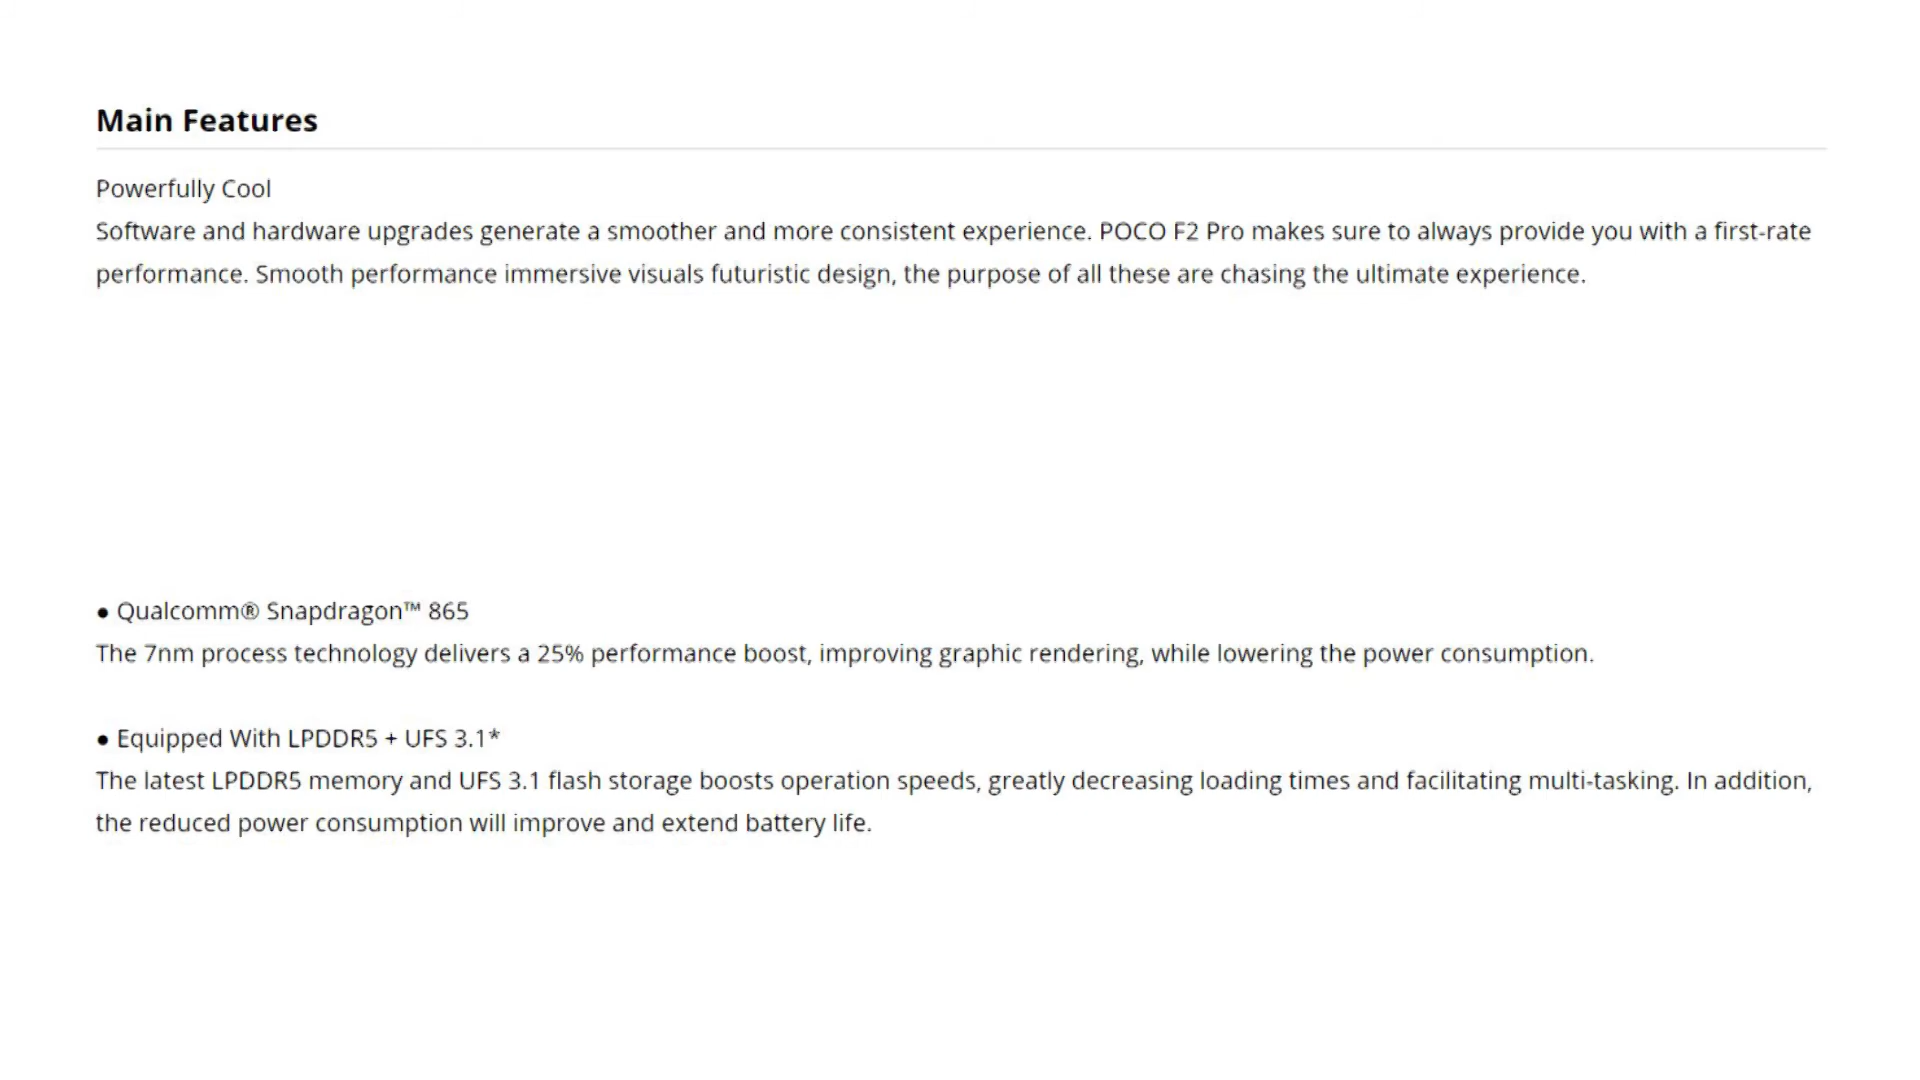 Main Features
Powerfully Cool
Software and hardware upgrades generate a smoother and more consistent experience. POCO F2 Pro makes sure to always provide you with a first-rate
performance. Smooth performance immersive visuals futuristic design, the purpose of all these are chasing the ultimate experience.
● Qualcomm® Snapdragon™ 865
The 7nm process technology delivers a 25% performance boost, improving graphic rendering, while lowering the power consumption.
● Equipped With LPDDR5 + UFS 3.1*
The latest LPDDR5 memory and UFS 3.1 flash storage boosts operation speeds, greatly decreasing loading times and facilitating multi-tasking. In addition,
the reduced power consumption will improve and extend battery life.